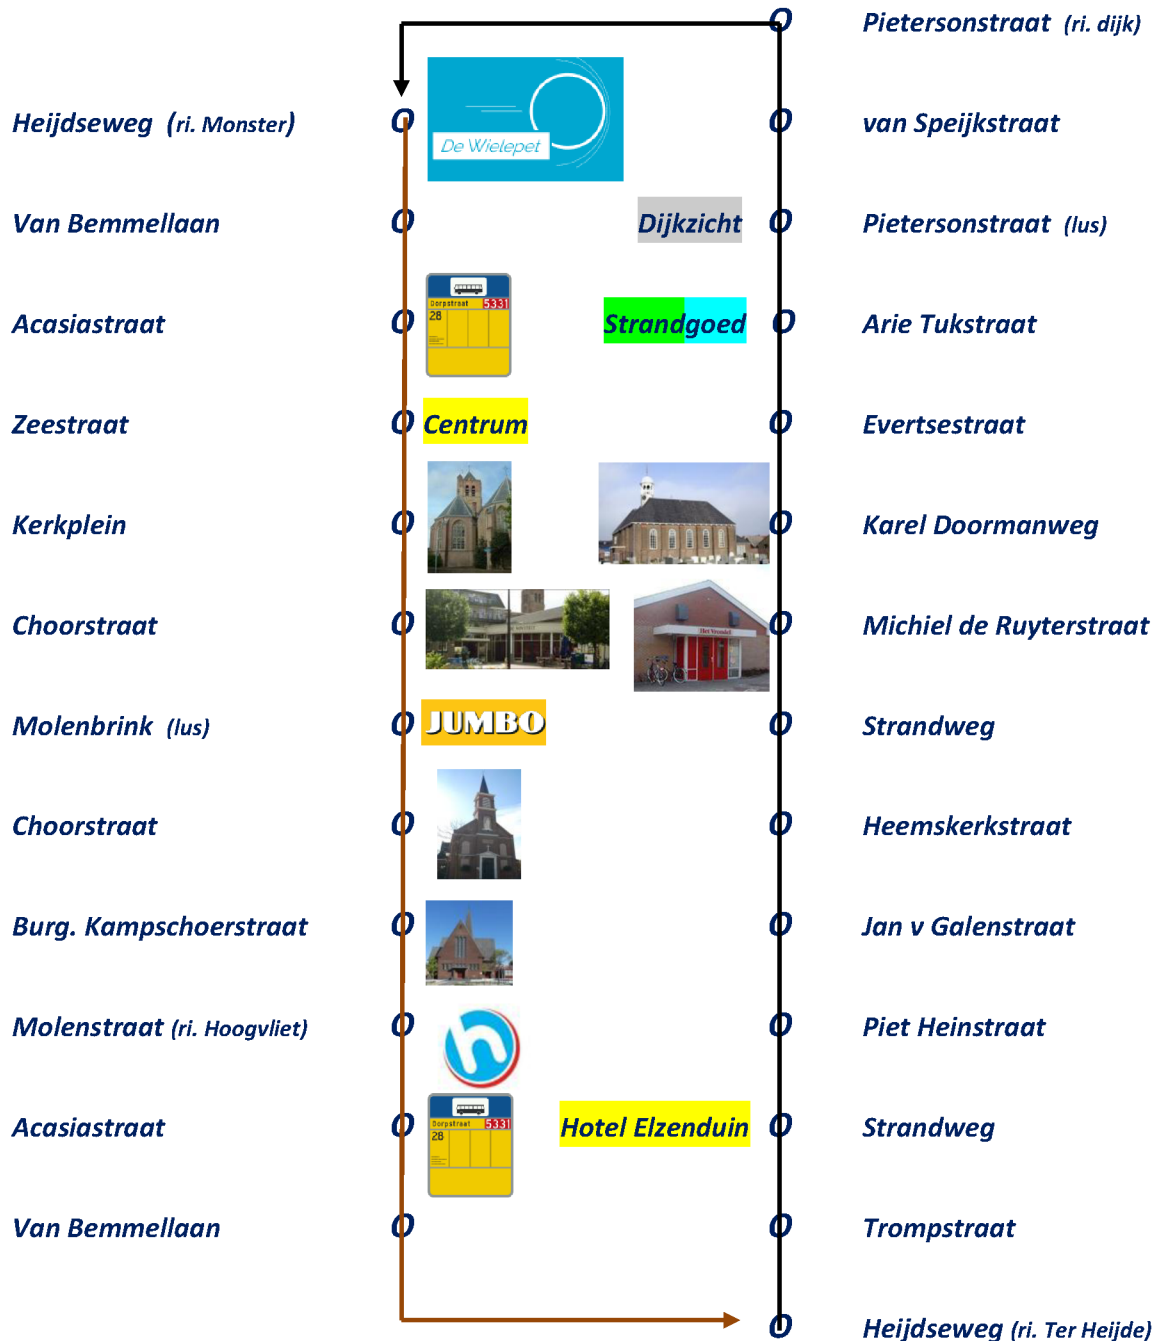 Pietersonstraat (ri. dijk)
Heijdseweg (ri. Monster)
O
De Wielepet
O
van Speijkstraat
Van Bemmellaan
O
Dijkzicht
O
Pietersonstraat (lus)
Acasiastraat
O
Dorpstraat 5331
28
Strandgoed
O
Arie Tukstraat
Zeestraat
O
Centrum
O
Evertsestraat
Kerkplein
O
O
Karel Doormanweg
Choorstraat
O
Het Vreudel
O
Michiel de Ruyterstraat
Molenbrink (lus)
O
JUMBO
O
Strandweg
Choorstraat
O
O
Heemskerkstraat
Burg. Kampschoerstraat
O
O
Jan v Galenstraat
Molenstraat (ri. Hoogvliet)
O
h
O
Piet Heinstraat
Acasiastraat
O
Dorpstraat 5331
28
Hotel Elzenduin
O
Strandweg
Van Bemmellaan
O
O
Trompstraat
O
Heijdseweg (ri. Ter Heijde)